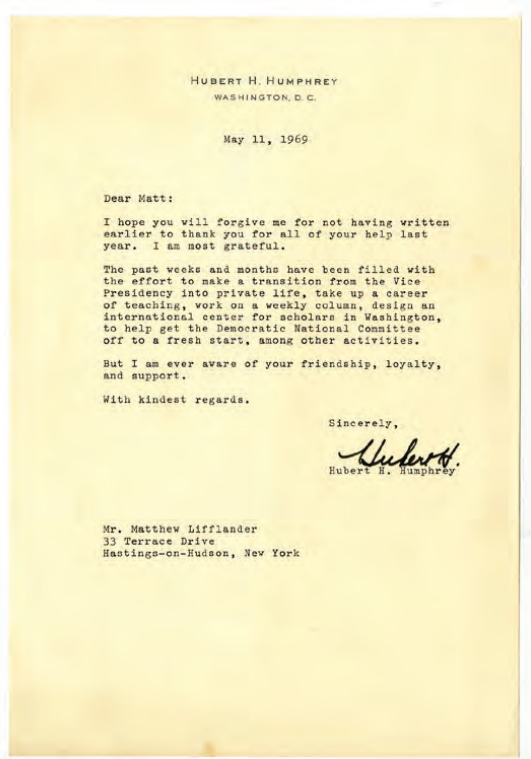 HUBERT H. HUMPHREY
WASHINGTON, D. C.
May 11, 1969
Dear Matt:
I hope you will forgive me for not having written
earlier to thank you for all of your help last
year. I am most grateful.
The past weeks and months have been filled with
the effort to make a transition from the Vice
Presidency into private life, take up a career
of teaching, work on a weekly column, design an
international center for scholars in Washington,
to help get the Democratic National Committee
off to a fresh start, among other activities.
But I am ever aware of your friendship, loyalty,
and support.
With kindest regards.
Sincerely,
Hubert H.
Hubert H. Humphrey
Mr. Matthew Lifflander
33 Terrace Drive
Hastings-on-Hudson, New York